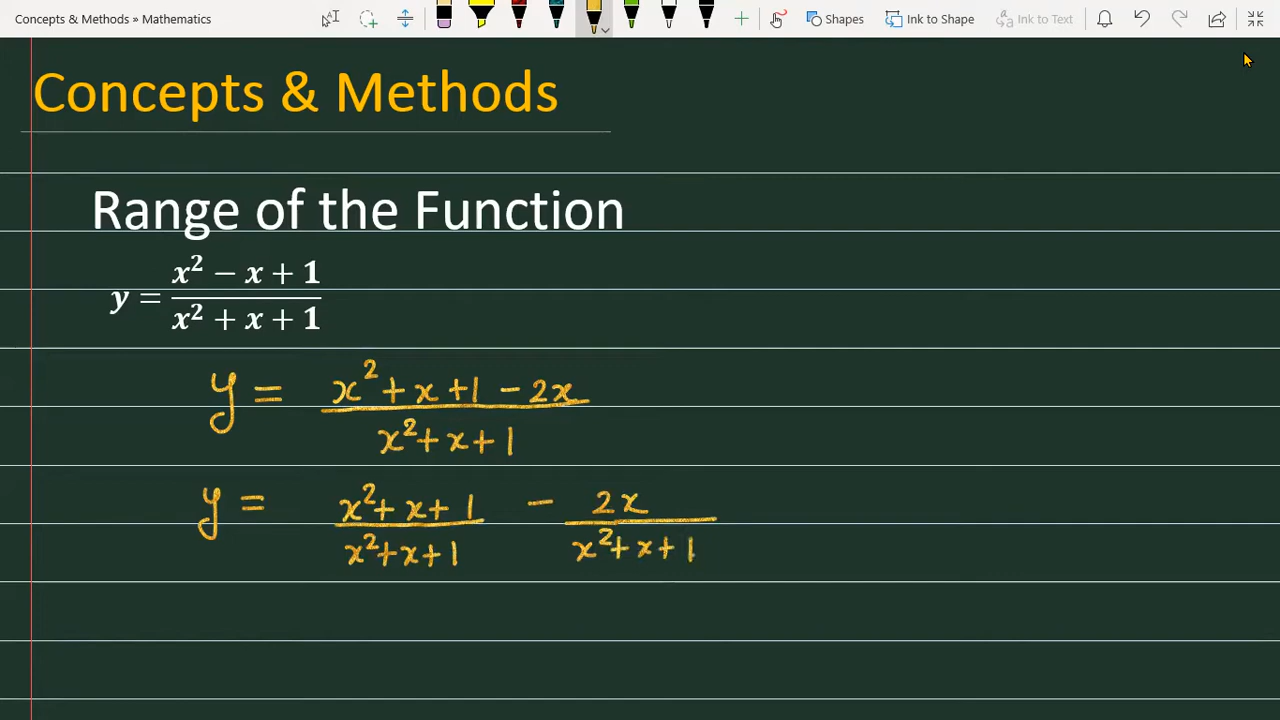 Concepts & Methods » Mathematics
Shapes Ink to Shape Ink to Text
Concepts & Methods
Range of the Function
y = (x² − x + 1)/(x² + x + 1)
y = (x² + x + 1 − 2x)/(x² + x + 1)
y = (x² + x + 1)/(x² + x + 1) − 2x/(x² + x + 1)